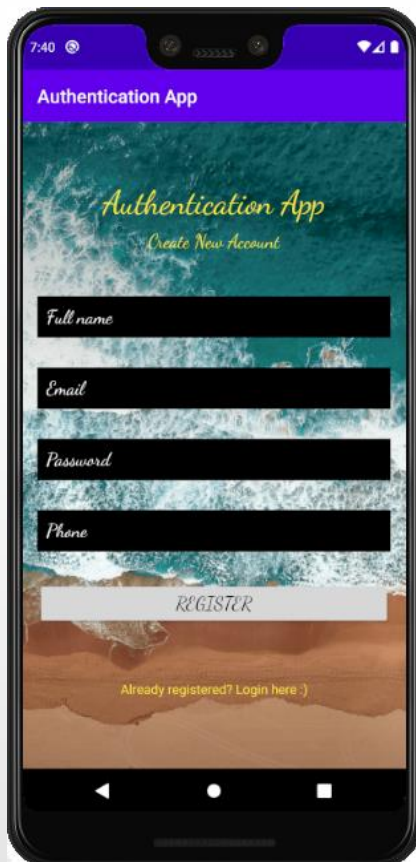 7:40
Authentication App
Authentication App
Create New Account
Full name
Email
Password
Phone
REGISTER
Already registered? Login here :)